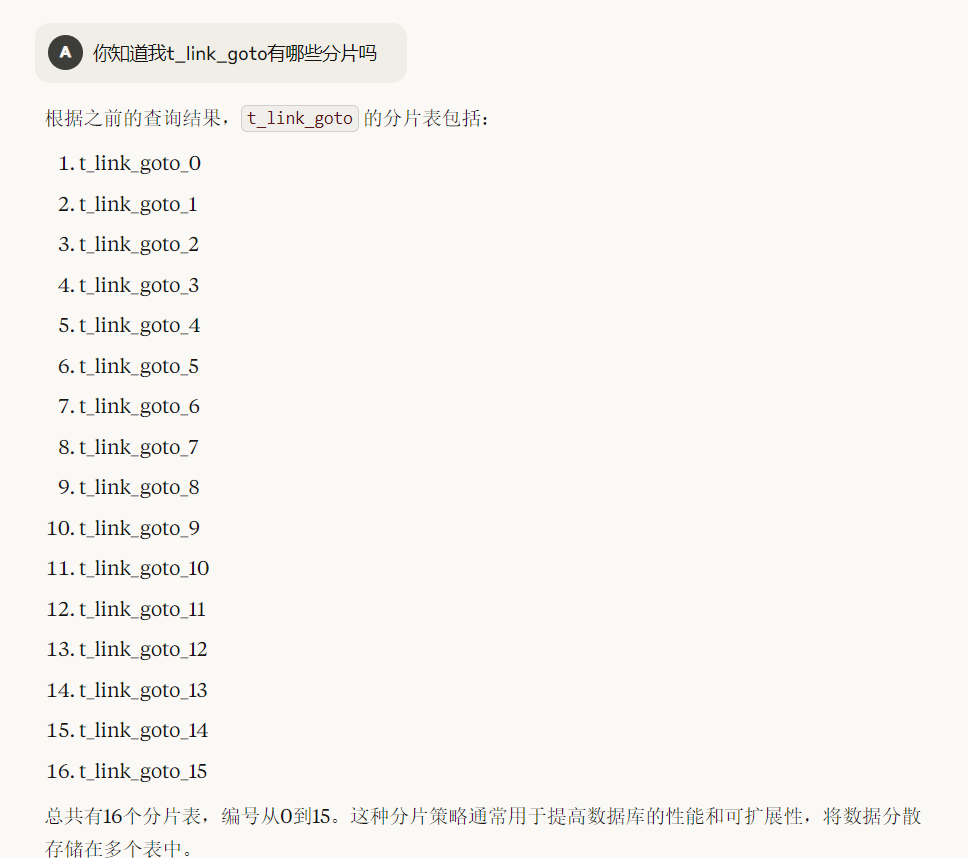 A 你知道我t_link_goto有哪些分片吗
根据之前的查询结果，t_link_goto 的分片表包括:
1. t_link_goto_0
2. t_link_goto_1
3. t_link_goto_2
4. t_link_goto_3
5. t_link_goto_4
6. t_link_goto_5
7. t_link_goto_6
8. t_link_goto_7
9. t_link_goto_8
10. t_link_goto_9
11. t_link_goto_10
12. t_link_goto_11
13. t_link_goto_12
14. t_link_goto_13
15. t_link_goto_14
16. t_link_goto_15
总共有16个分片表，编号从0到15。这种分片策略通常用于提高数据库的性能和可扩展性，将数据分散
存储在多个表中。